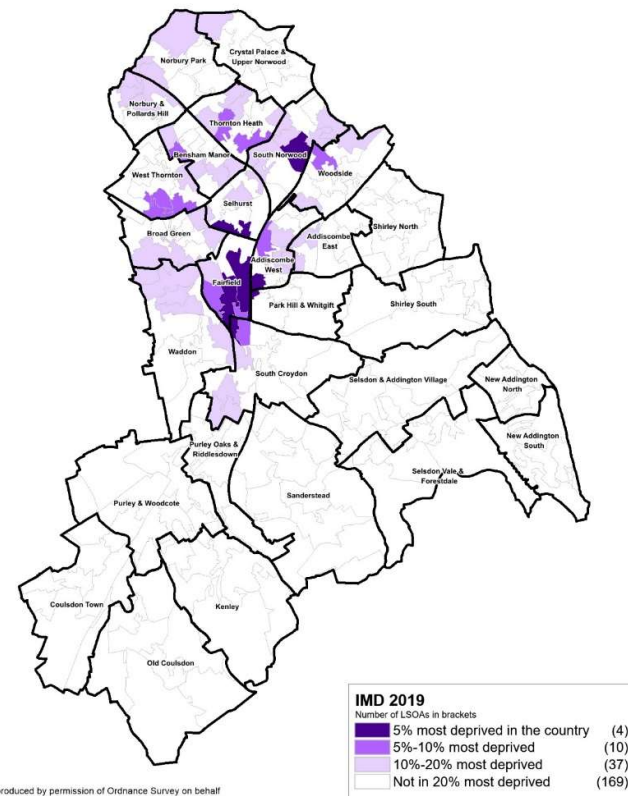 Norbury Park
Crystal Palace &
Upper Norwood
Norbury &
Pollards Hill
Thornton Heath
Bensham Manor
South Norwood
West Thornton
Woodside
Selhurst
Broad Green
Addiscombe
East
Shirley North
Addiscombe
West
Fairfield
Park Hill & Whitgift
Shirley South
Waddon
South Croydon
Selsdon & Addington Village
New Addington
North
New Addington
South
Purley Oaks &
Riddlesdown
Selsdon Vale &
Forestdale
Sanderstead
Purley & Woodcote
Coulsdon Town
Kenley
Old Coulsdon
IMD 2019
Number of LSOAs in brackets
5% most deprived in the country (4)
5%-10% most deprived (10)
10%-20% most deprived (37)
Not in 20% most deprived (169)
roduced by permission of Ordnance Survey on behalf